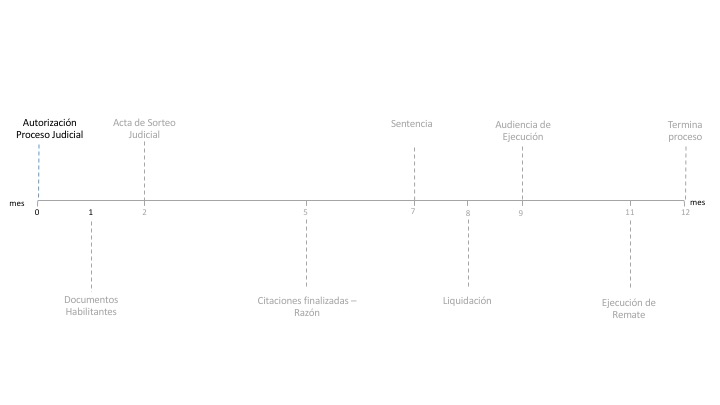 Autorización
Proceso Judicial
Acta de Sorteo
Judicial
Sentencia
Audiencia de
Ejecución
Termina
proceso
mes
mes
0
1
2
5
7
8
9
11
12
Documentos
Habilitantes
Citaciones finalizadas –
Razón
Liquidación
Ejecución de
Remate